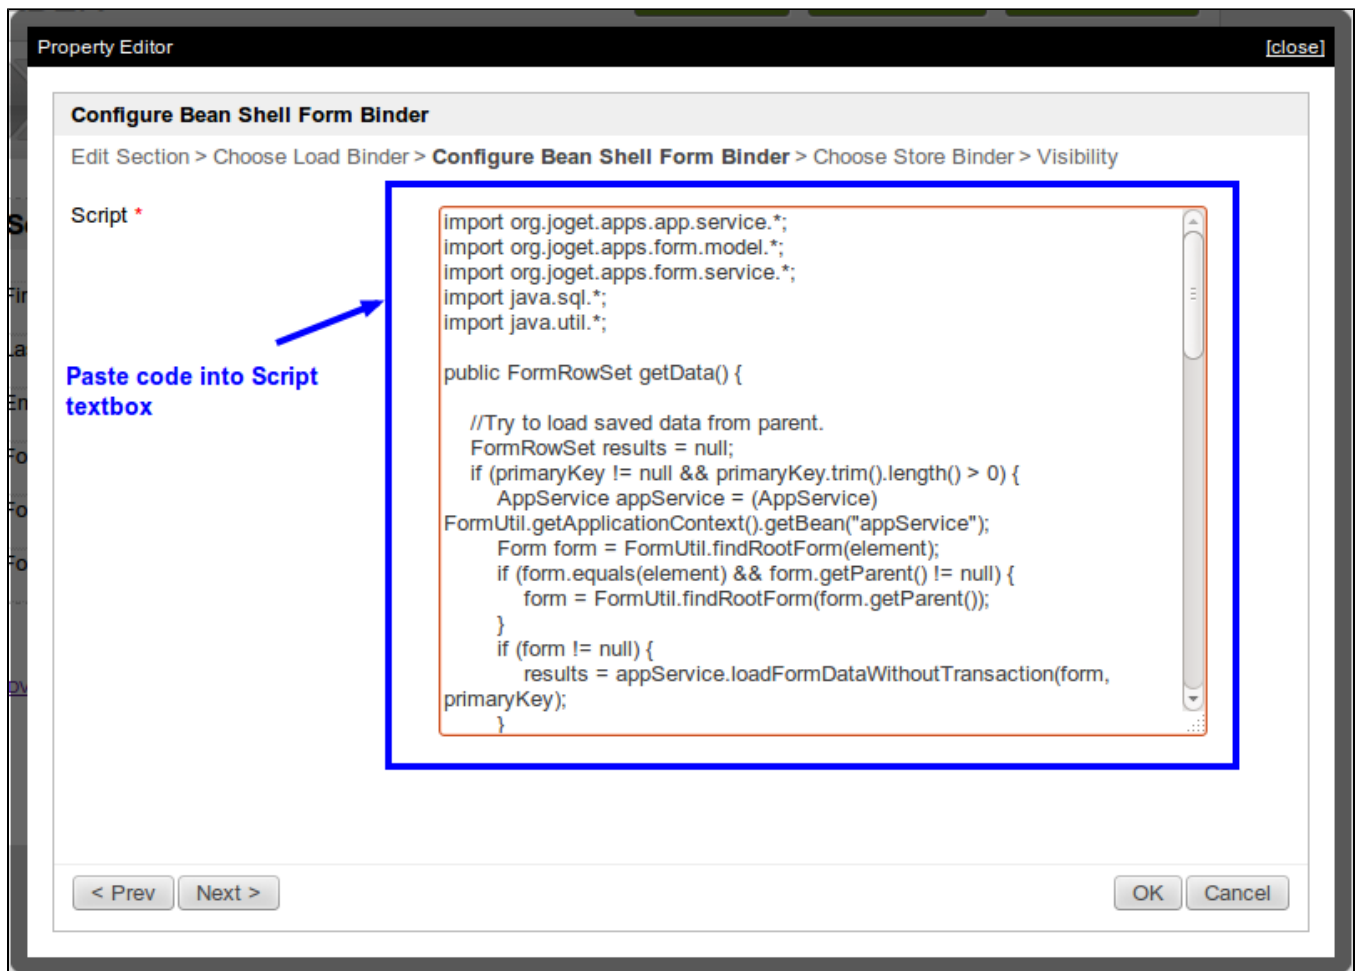 Property Editor [close]
Configure Bean Shell Form Binder
Edit Section > Choose Load Binder > Configure Bean Shell Form Binder > Choose Store Binder > Visibility
Script *
import org.joget.apps.app.service.*;
import org.joget.apps.form.model.*;
import org.joget.apps.form.service.*;
import java.sql.*;
import java.util.*;
public FormRowSet getData() {
//Try to load saved data from parent.
FormRowSet results = null;
if (primaryKey != null && primaryKey.trim().length() > 0) {
AppService appService = (AppService)
FormUtil.getApplicationContext().getBean("appService");
Form form = FormUtil.findRootForm(element);
if (form.equals(element) && form.getParent() != null) {
form = FormUtil.findRootForm(form.getParent());
}
if (form != null) {
results = appService.loadFormDataWithoutTransaction(form,
primaryKey);
}
Paste code into Script
textbox
< Prev Next > OK Cancel